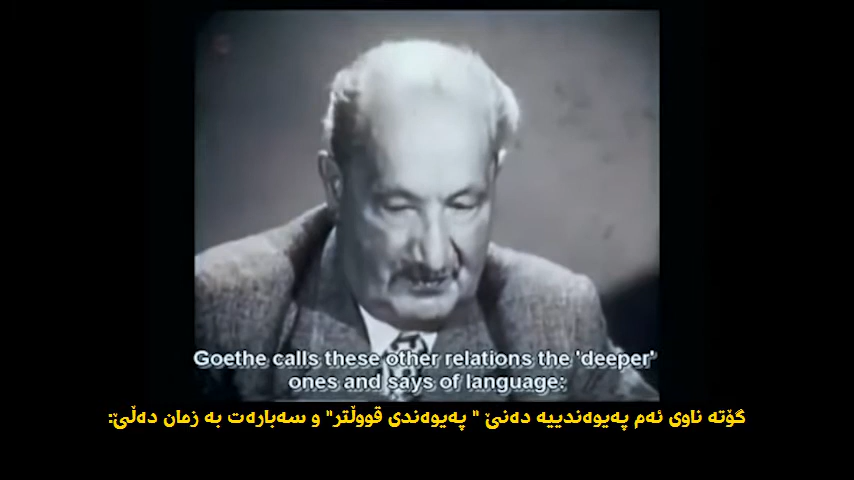 Goethe calls these other relations the 'deeper'
ones and says of language:
گۆته ناوی ئەم پەیوەندییە دەنێ " پەیوەندی قووڵتر" و سەبارەت بە زمان دەڵێ: